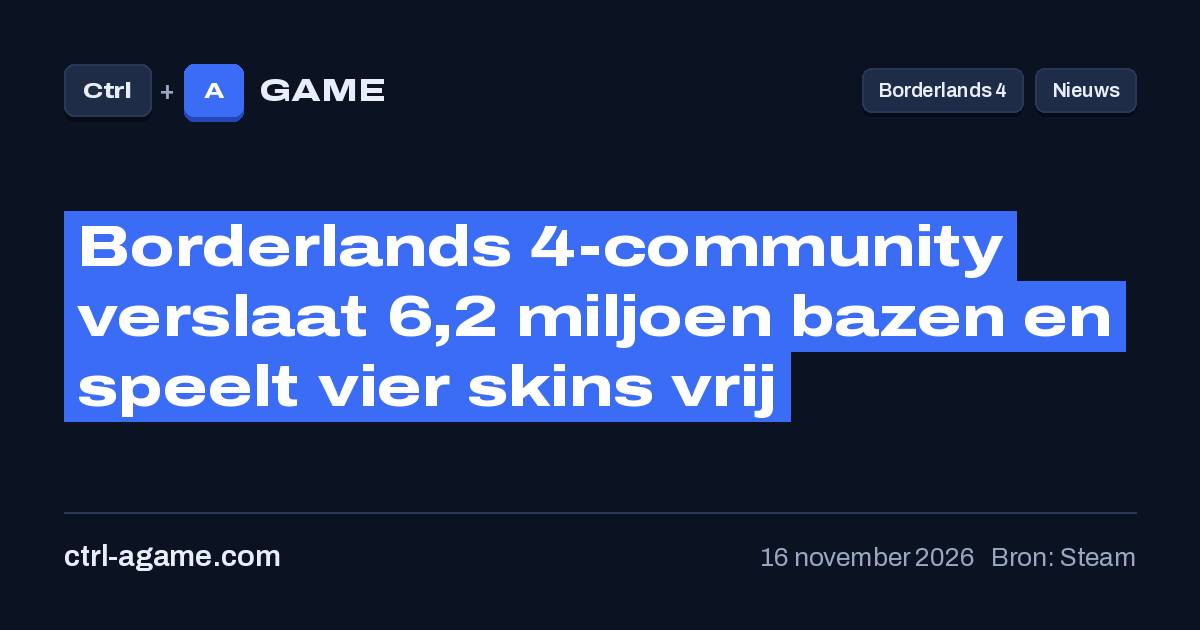 Ctrl + A GAME
Borderlands 4 Nieuws
Borderlands 4-community
verslaat 6,2 miljoen bazen en
speelt vier skins vrij
ctrl-agame.com
16 november 2026 Bron: Steam